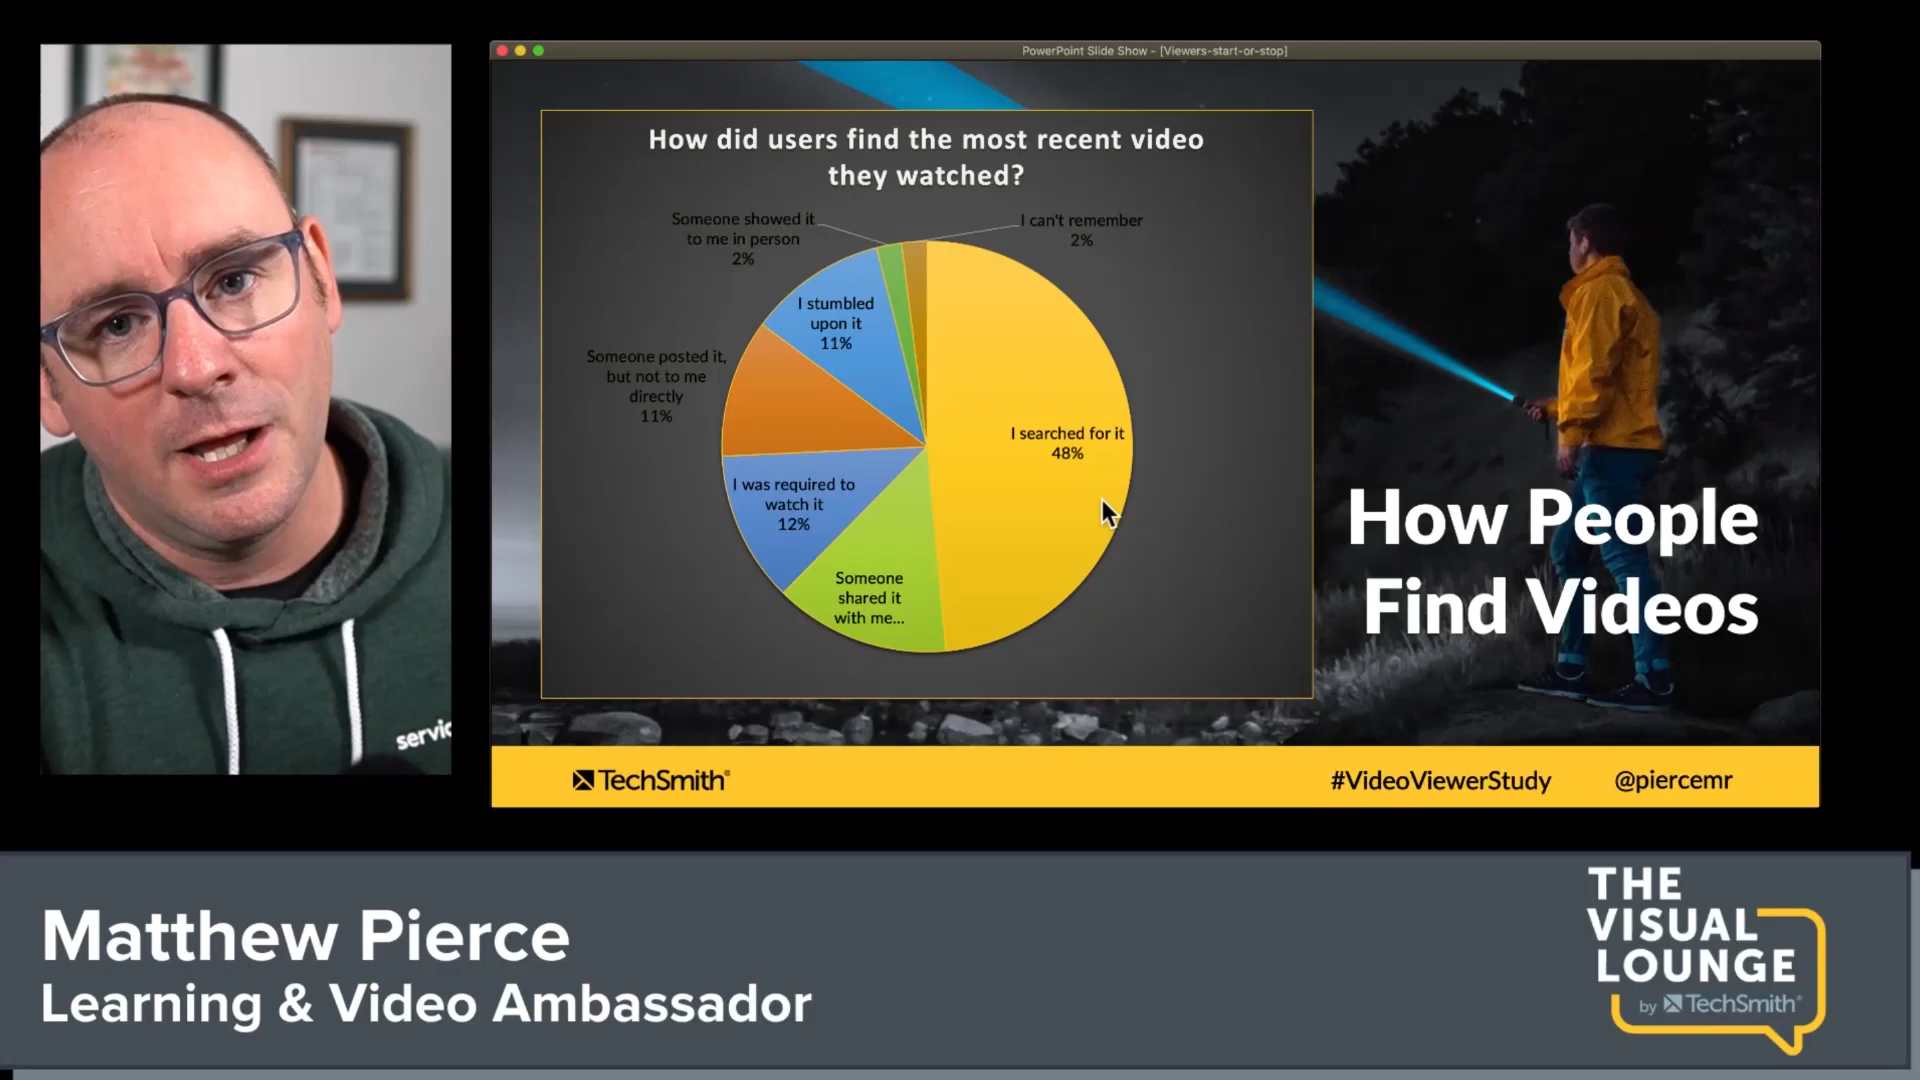 PowerPoint Slide Show - [Viewers-start-or-stop]
How did users find the most recent video
they watched?
Someone showed it
to me in person
2%
I can't remember
2%
I stumbled
upon it
11%
Someone posted it,
but not to me
directly
11%
I searched for it
48%
I was required to
watch it
12%
Someone
shared it
with me...
How People
Find Videos
servic
TechSmith®
#VideoViewerStudy
@piercemr
Matthew Pierce
Learning & Video Ambassador
THE
VISUAL
LOUNGE
by TechSmith®